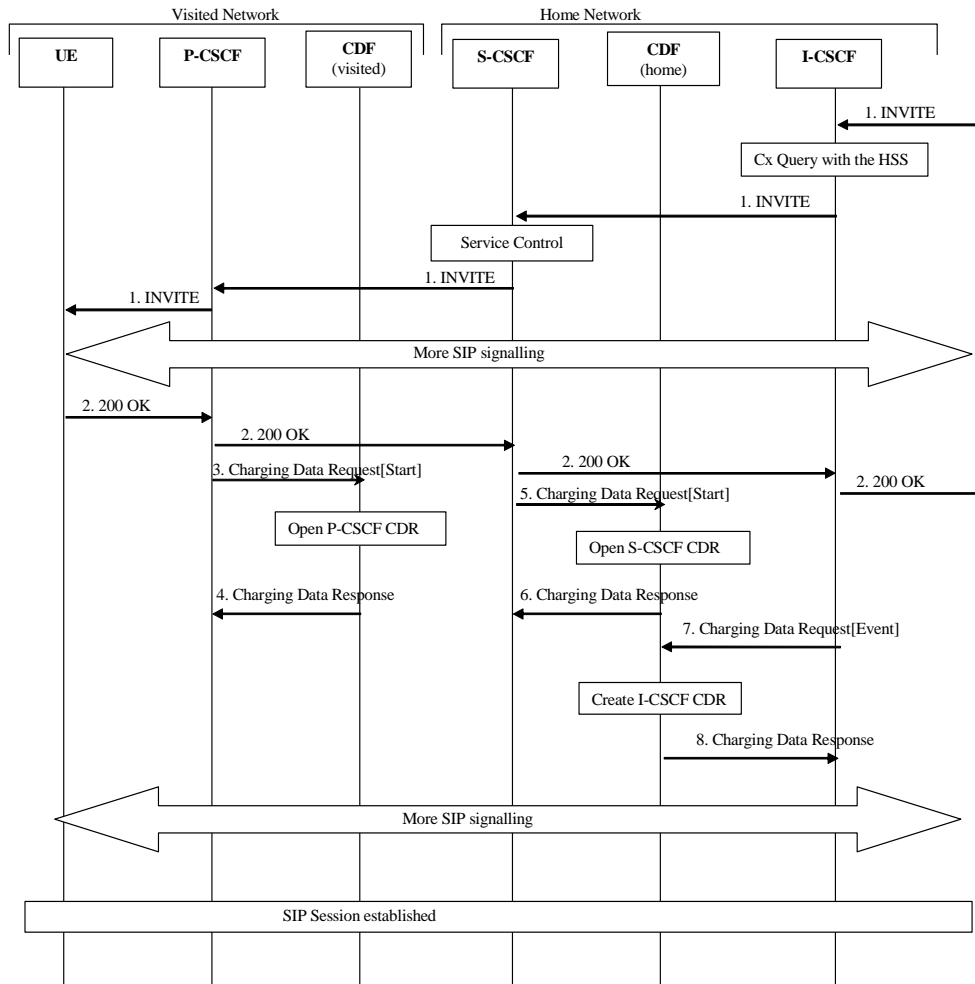 Visited Network
Home Network
UE
P-CSCF
CDF
(visited)
S-CSCF
CDF
(home)
I-CSCF
1. INVITE
Cx Query with the HSS
1. INVITE
Service Control
1. INVITE
1. INVITE
More SIP signalling
2. 200 OK
2. 200 OK
2. 200 OK
3. Charging Data Request[Start]
2. 200 OK
5. Charging Data Request[Start]
Open P-CSCF CDR
Open S-CSCF CDR
4. Charging Data Response
6. Charging Data Response
7. Charging Data Request[Event]
Create I-CSCF CDR
8. Charging Data Response
More SIP signalling
SIP Session established